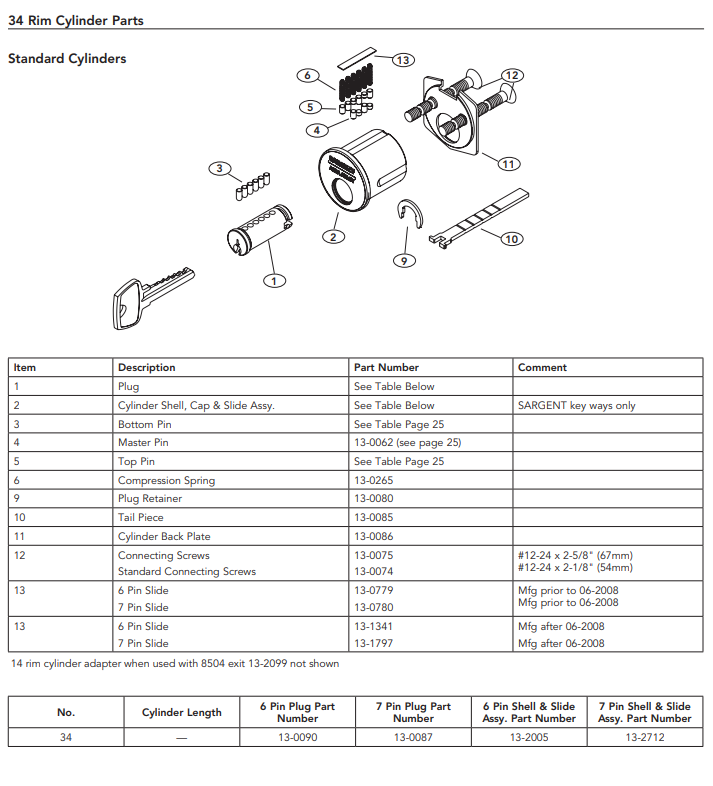 34 Rim Cylinder Parts
Standard Cylinders
13
6
12
5
4
11
3
2
10
9
1
Item Description Part Number Comment
1 Plug See Table Below
2 Cylinder Shell, Cap & Slide Assy. See Table Below SARGENT key ways only
3 Bottom Pin See Table Page 25
4 Master Pin 13-0062 (see page 25)
5 Top Pin See Table Page 25
6 Compression Spring 13-0265
9 Plug Retainer 13-0080
10 Tail Piece 13-0085
11 Cylinder Back Plate 13-0086
12 Connecting Screws 13-0075 #12-24 x 2-5/8" (67mm)
Standard Connecting Screws 13-0074 #12-24 x 2-1/8" (54mm)
13 6 Pin Slide 13-0779 Mfg prior to 06-2008
7 Pin Slide 13-0780 Mfg prior to 06-2008
13 6 Pin Slide 13-1341 Mfg after 06-2008
7 Pin Slide 13-1797 Mfg after 06-2008
14 rim cylinder adapter when used with 8504 exit 13-2099 not shown
No. Cylinder Length 6 Pin Plug Part Number 7 Pin Plug Part Number 6 Pin Shell & Slide Assy. Part Number 7 Pin Shell & Slide Assy. Part Number
34 — 13-0090 13-0087 13-2005 13-2712